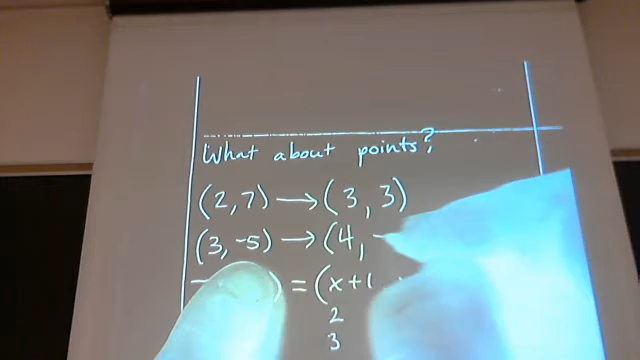 What about points?
(2,7) → (3, 3)
(3,-5) → (4, -
) = (x+1
2
3